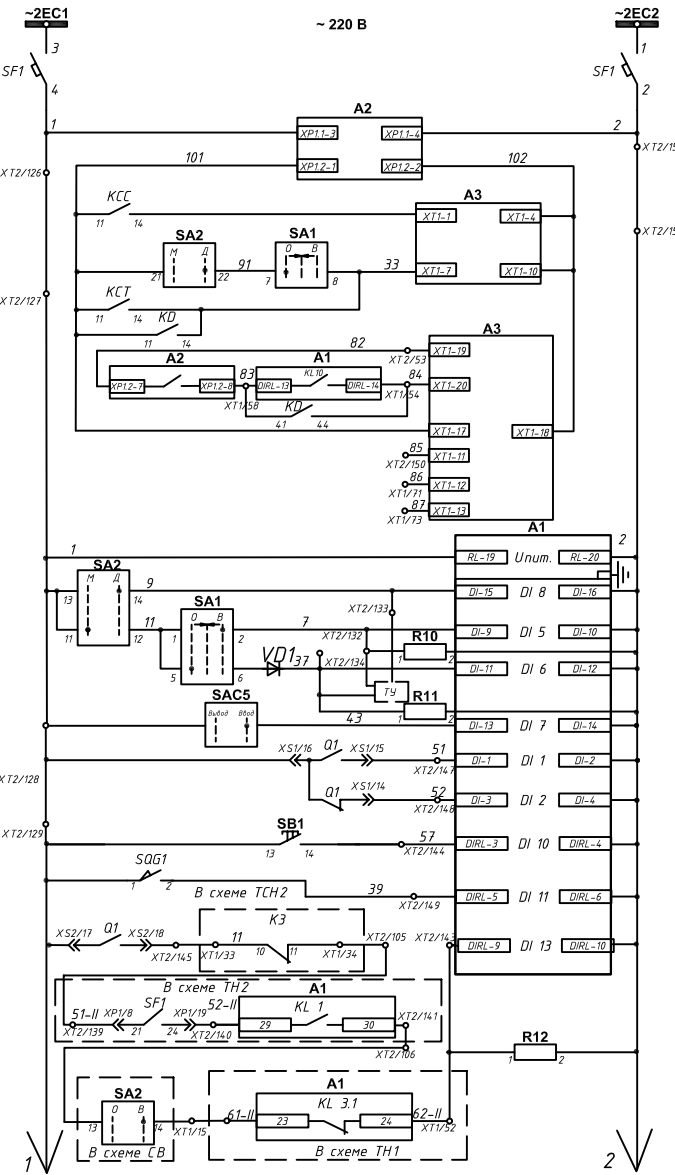 ~2EC1
~ 220 В
~2EC2
3
1
SF1
SF1
4
2
A2
1
XP1.1-3
XP1.1-4
2
XT2/15
101
XP1.2-1
XP1.2-2
102
XT2/126
KCC
A3
11
14
XT1-1
XT1-4
XT2/15
SA2
SA1
М
Д
О
В
21
22
91
7
8
33
XT1-7
XT1-10
XT2/127
KCT
11
14
KD
11
14
A3
82
XT1-19
A2
A1
XT2/53
XP1.2-7
XP1.2-8
83
DIRL-13
KL10
DIRL-14
84
XT1-20
XT1/58
XT1/54
KD
41
44
XT1-17
XT1-18
85
XT1-11
XT2/150
86
XT1-12
XT1/71
87
XT1-13
XT1/73
A1
1
RL-19
Uпит.
RL-20
2
SA2
М
Д
13
14
9
DI-15
DI 8
DI-16
XT2/133
SA1
11
12
11
О
В
1
2
7
XT2/132
DI-9
DI 5
DI-10
R10
1
2
VD1
37
XT2/134
5
6
DI-11
DI 6
DI-12
ТУ
R11
SAC5
Вывод
Ввод
43
1
2
DI-13
DI 7
DI-14
XS1/16
Q1
XS1/15
51
XT2/147
DI-1
DI 1
DI-2
XT2/128
Q1
XS1/14
52
XT2/148
DI-3
DI 2
DI-4
XT2/129
SB1
13
14
57
XT2/144
DIRL-3
DI 10
DIRL-4
SQG1
1
2
39
XT2/149
DIRL-5
DI 11
DIRL-6
В схеме ТСН2
K3
XS2/17
Q1
XS2/18
XT2/145
11
XT1/33
10
11
XT1/34
XT2/105
XT2/143
DIRL-9
DI 13
DIRL-10
В схеме ТН2
A1
51-II
XP1/8
SF1
XP1/19
52-II
KL 1
XT2/141
XT2/139
21
24
XT2/140
29
30
XT2/106
R12
1
2
SA2
A1
О
В
KL 3.1
13
14
XT1/15
61-II
23
24
62-II
XT1/52
В схеме СВ
В схеме ТН1
1
2